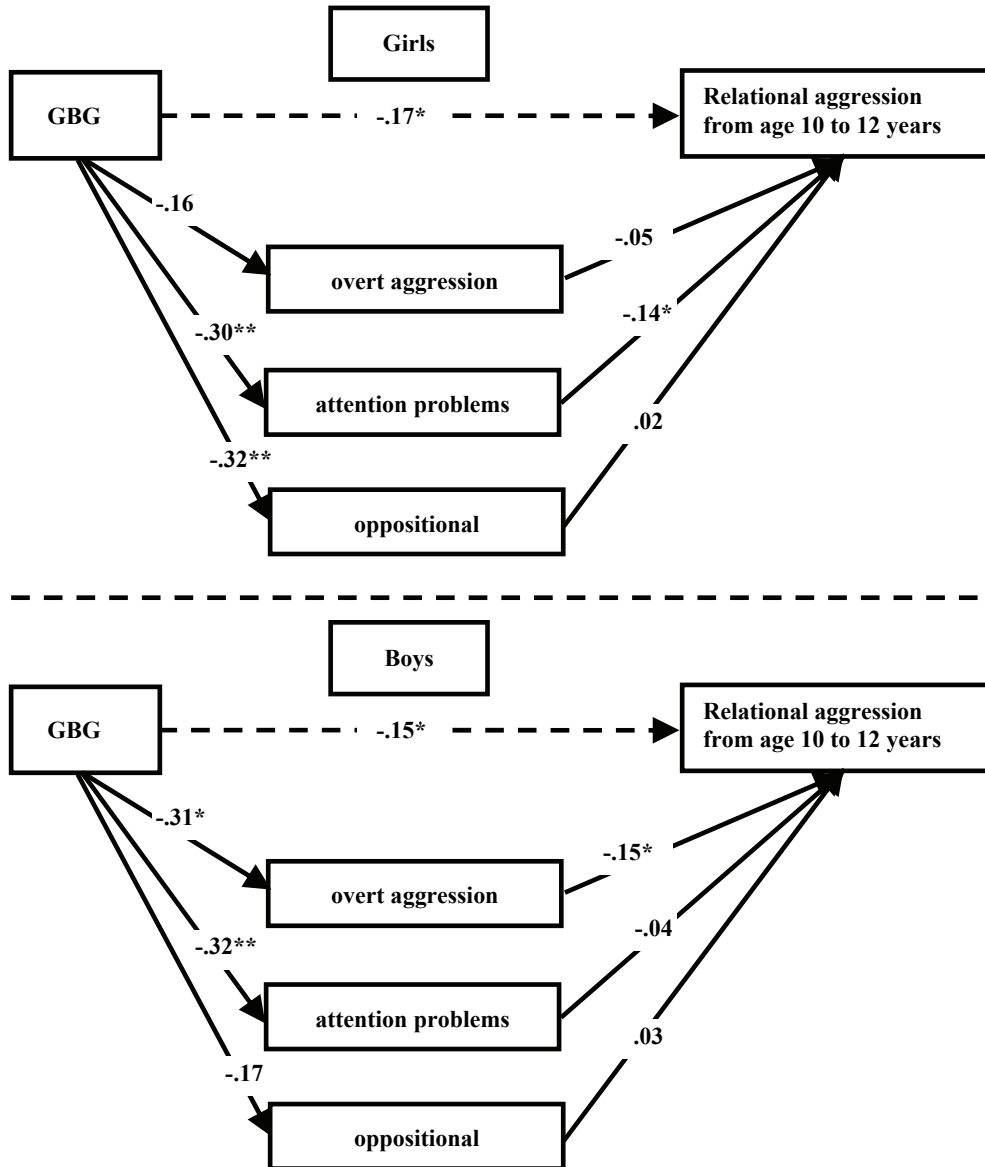 Girls
GBG
-.17*
Relational aggression
from age 10 to 12 years
-.16
-.05
overt aggression
-.30**
-.14*
attention problems
-.32**
.02
oppositional
Boys
GBG
-.15*
Relational aggression
from age 10 to 12 years
-.31*
-.15*
overt aggression
-.32**
-.04
attention problems
-.17
.03
oppositional